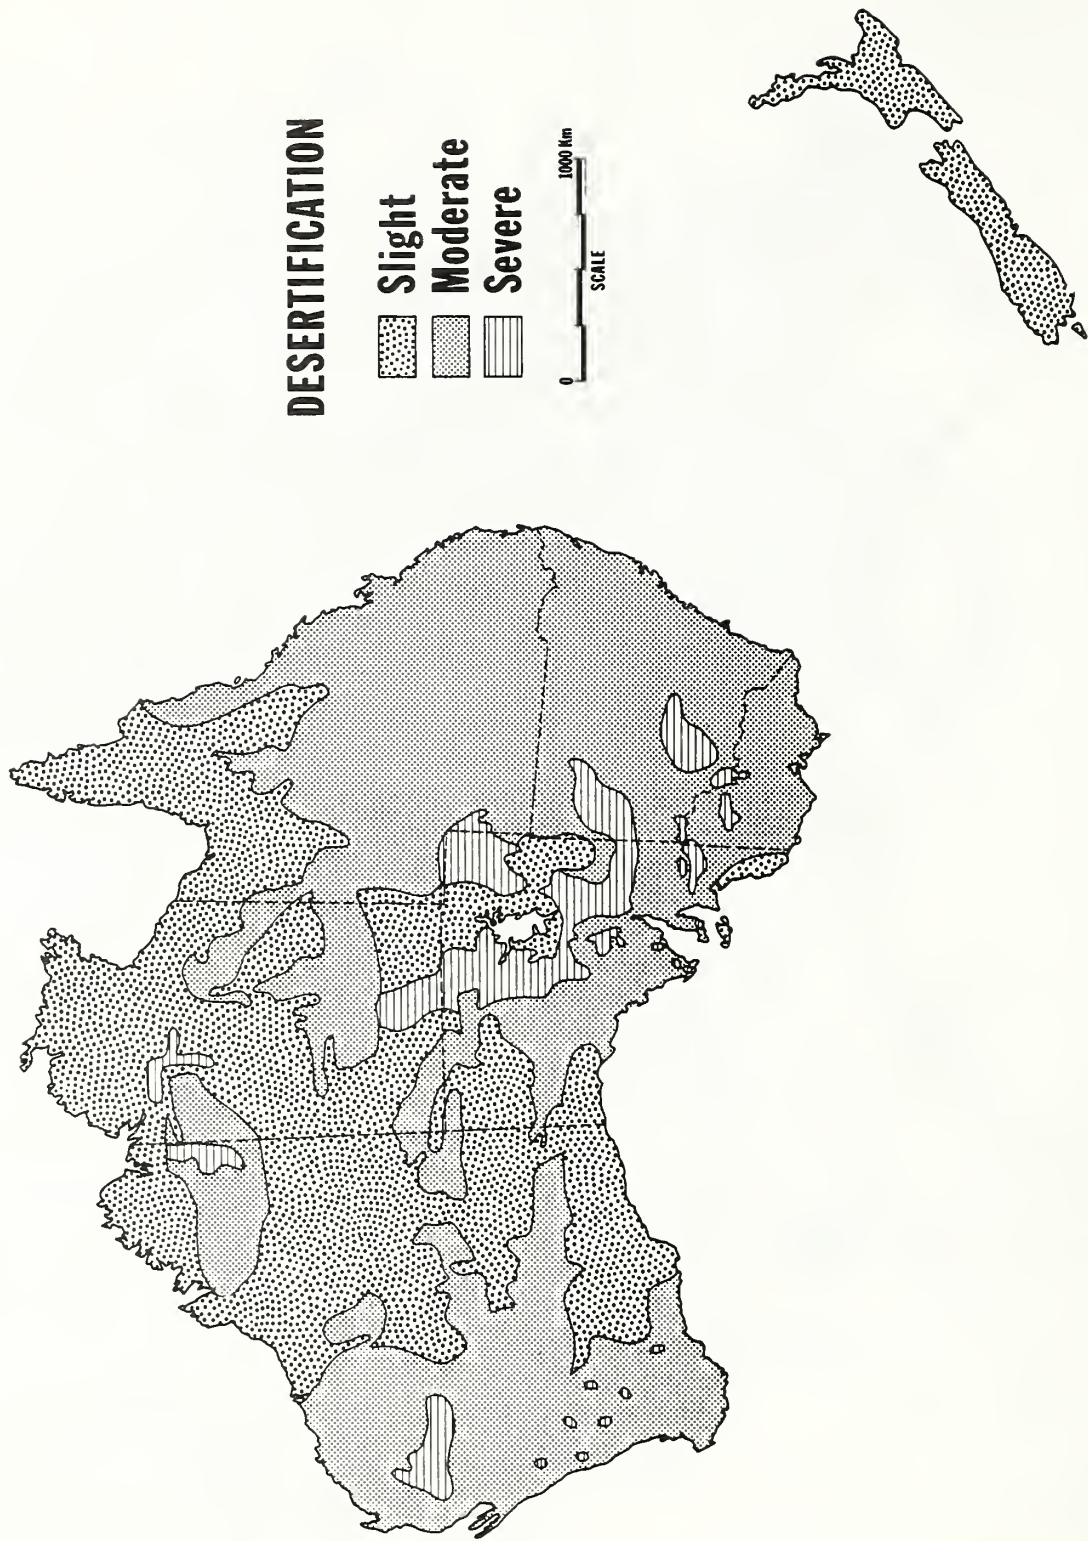 DESERTIFICATION
Slight
Moderate
Severe
0 1000 Km
SCALE